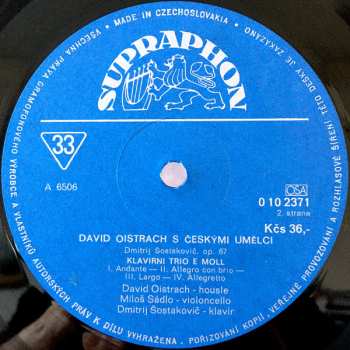 MADE IN CZECHOSLOVAKIA • VŠECHNA PRÁVA GRAMOFONOVÉHO VÝROBCE A VLASTNÍKŮ AUTORSKÝCH PRÁV K DÍLU VYHRAŽENA. POŘIZOVÁNÍ KOPIÍ, VEŘEJNÉ PROVOZOVÁNÍ A ROZHLASOVÉ ŠÍŘENÍ TÉTO DESKY JE ZAKÁZÁNO •
SUPRAPHON
33
A 6506
OSA
0 10 2371
2. strana
Kčs 36,-
DAVID OISTRACH S ČESKÝMI UMĚLCI
Dmitrij Šostakovič, op. 67
KLAVÍRNÍ TRIO E MOLL
I. Andante — II. Allegro con brio —
III. Largo — IV. Allegretto
David Oistrach - housle
Miloš Sádlo - violoncello
Dmitrij Šostakovič - klavír